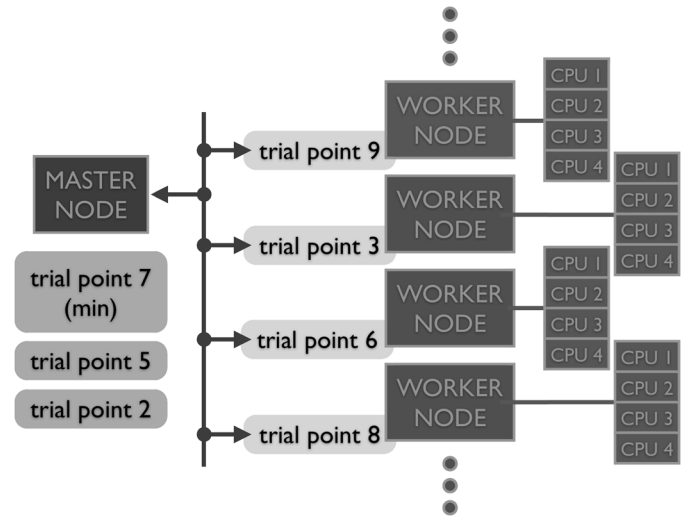 MASTER
NODE
trial point 7
(min)
trial point 5
trial point 2
trial point 9
WORKER
NODE
CPU 1
CPU 2
CPU 3
CPU 4
trial point 3
WORKER
NODE
CPU 1
CPU 2
CPU 3
CPU 4
trial point 6
WORKER
NODE
CPU 1
CPU 2
CPU 3
CPU 4
trial point 8
WORKER
NODE
CPU 1
CPU 2
CPU 3
CPU 4